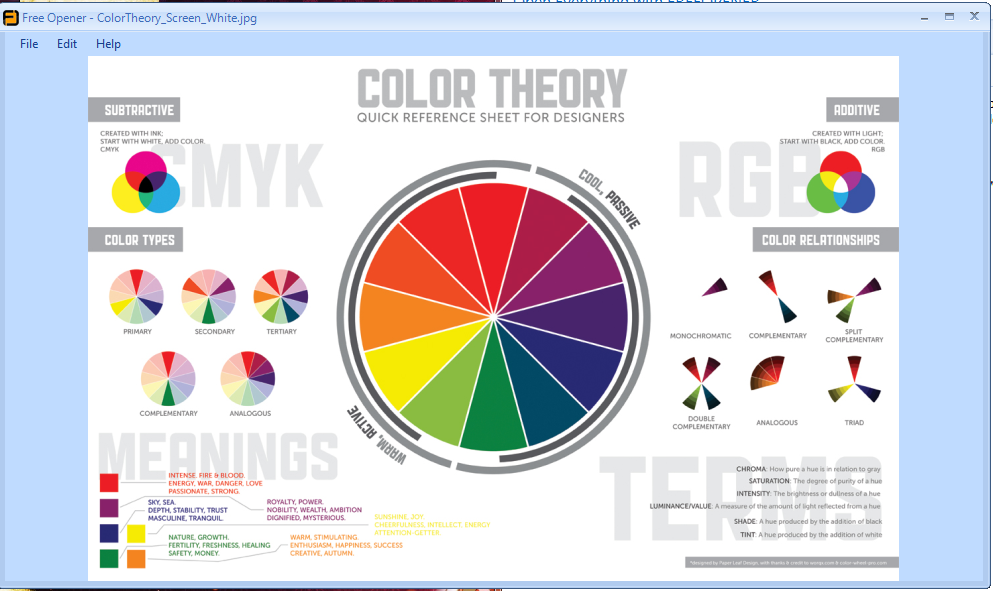 Free Opener - ColorTheory_Screen_White.jpg
File Edit Help
COLOR THEORY
QUICK REFERENCE SHEET FOR DESIGNERS
SUBTRACTIVE
CREATED WITH INK;
START WITH WHITE, ADD COLOR.
CMYK
CMYK
ADDITIVE
CREATED WITH LIGHT;
START WITH BLACK, ADD COLOR.
RGB
RGB
COOL, PASSIVE
WARM, ACTIVE
COLOR TYPES
PRIMARY
SECONDARY
TERTIARY
COMPLEMENTARY
ANALOGOUS
COLOR RELATIONSHIPS
MONOCHROMATIC
COMPLEMENTARY
SPLIT
COMPLEMENTARY
DOUBLE
COMPLEMENTARY
ANALOGOUS
TRIAD
MEANINGS
INTENSE, FIRE & BLOOD.
ENERGY, WAR, DANGER, LOVE
PASSIONATE, STRONG.
SKY, SEA.
DEPTH, STABILITY, TRUST
MASCULINE, TRANQUIL.
ROYALTY, POWER.
NOBILITY, WEALTH, AMBITION
DIGNIFIED, MYSTERIOUS.
SUNSHINE, JOY
CHEERFULNESS, INTELLECT, ENERGY
ATTENTION-GETTER.
NATURE, GROWTH.
FERTILITY, FRESHNESS, HEALING
SAFETY, MONEY.
WARM, STIMULATING.
ENTHUSIASM, HAPPINESS, SUCCESS
CREATIVE, AUTUMN.
TERMS
CHROMA: How pure a hue is in relation to gray
SATURATION: The degree of purity of a hue
INTENSITY: The brightness or dullness of a hue
LUMINANCE/VALUE: A measure of the amount of light reflected from a hue
SHADE: A hue produced by the addition of black
TINT: A hue produced by the addition of white
*designed by Paper Leaf Design, with thanks & credit to worqx.com & color-wheel-pro.com